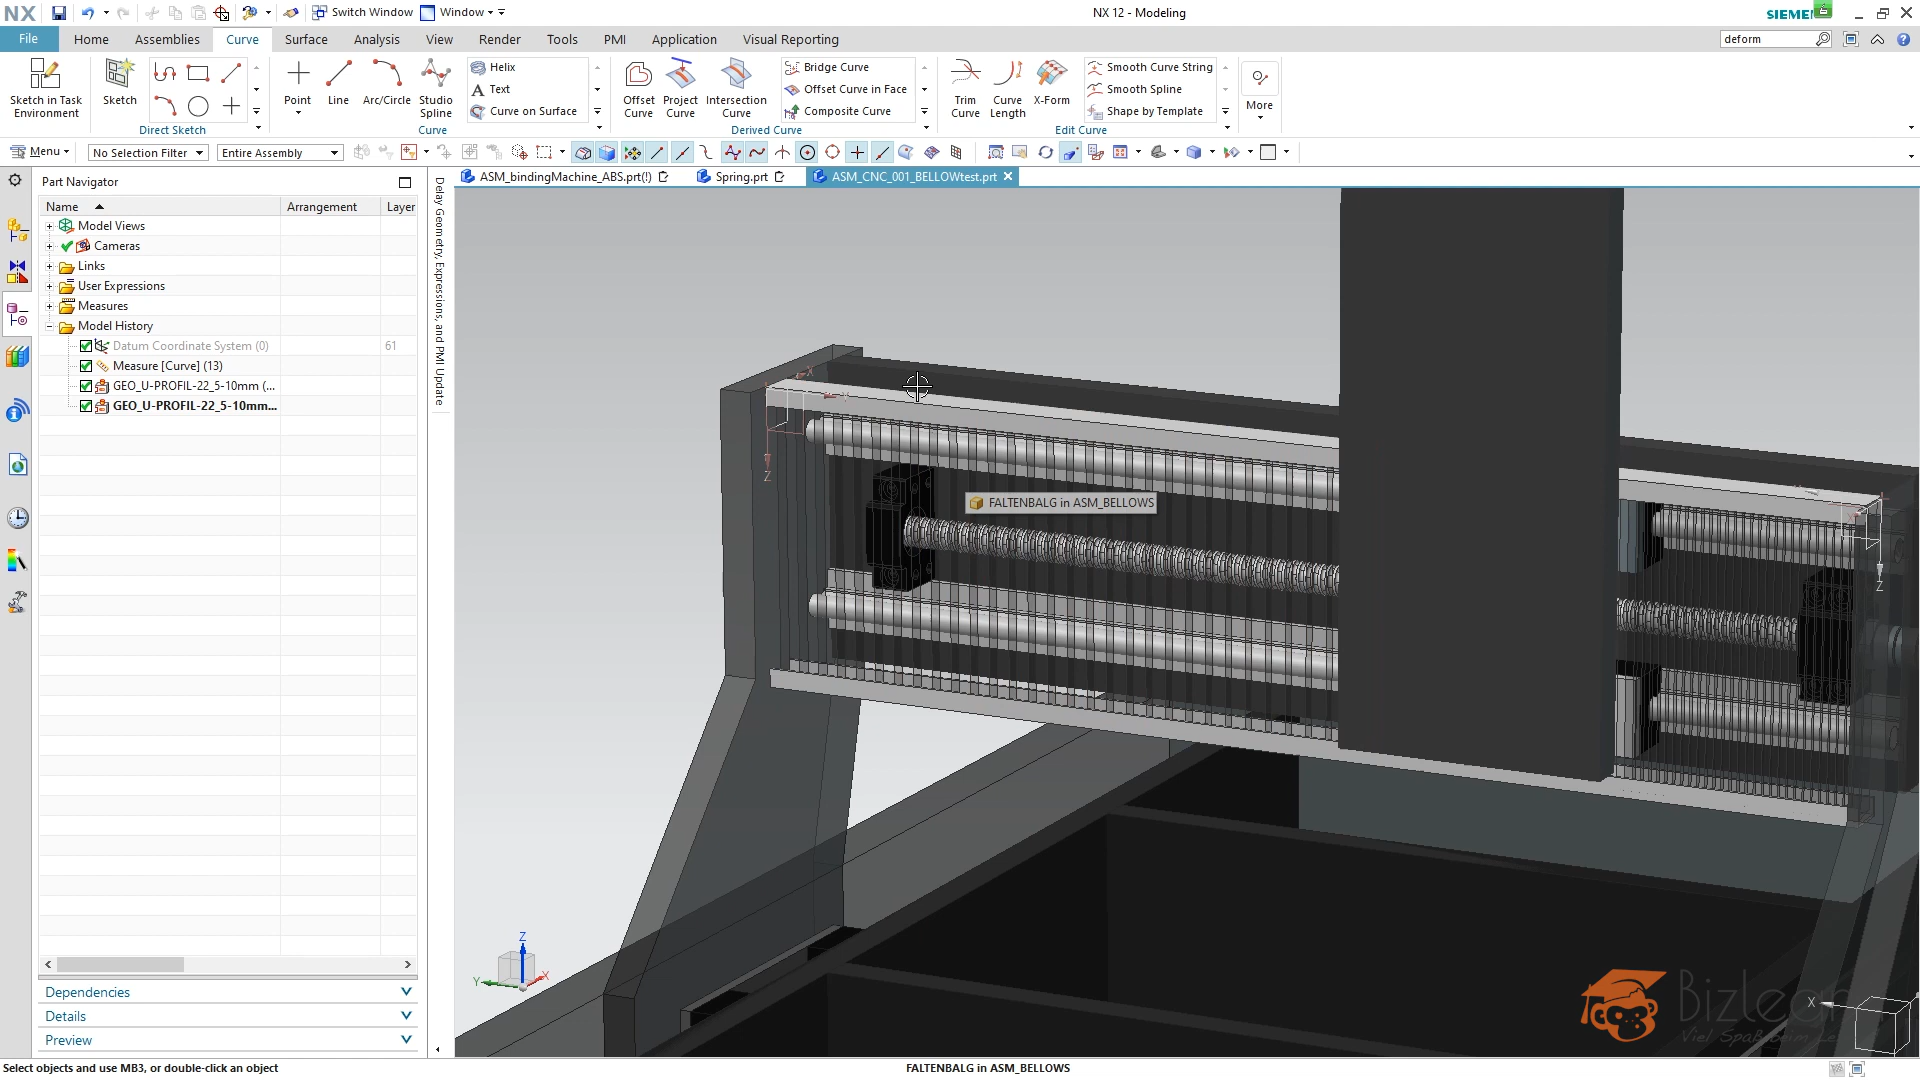 NX
Switch Window
Window
NX 12 - Modeling
SIEME
File
Home
Assemblies
Curve
Surface
Analysis
View
Render
Tools
PMI
Application
Visual Reporting
deform
Sketch in Task Environment
Sketch
Direct Sketch
Point
Line
Arc/Circle
Studio Spline
Helix
Text
Curve on Surface
Curve
Offset Curve
Project Curve
Intersection Curve
Bridge Curve
Offset Curve in Face
Composite Curve
Derived Curve
Trim Curve
Curve Length
X-Form
Smooth Curve String
Smooth Spline
Shape by Template
Edit Curve
More
Menu
No Selection Filter
Entire Assembly
Part Navigator
Name
Arrangement
Layer
Model Views
Cameras
Links
User Expressions
Measures
Model History
Datum Coordinate System (0)
61
Measure [Curve] (13)
GEO_U-PROFIL-22_5-10mm (...
GEO_U-PROFIL-22_5-10mm...
Dependencies
Details
Preview
Delay Geometry, Expressions, and PMI Update
ASM_bindingMachine_ABS.prt(!)
Spring.prt
ASM_CNC_001_BELLOWtest.prt
FALTENBALG in ASM_BELLOWS
Z
Z
Z
Y
X
X
Bizlea
Viel Spaß beim Le
Select objects and use MB3, or double-click an object
FALTENBALG in ASM_BELLOWS